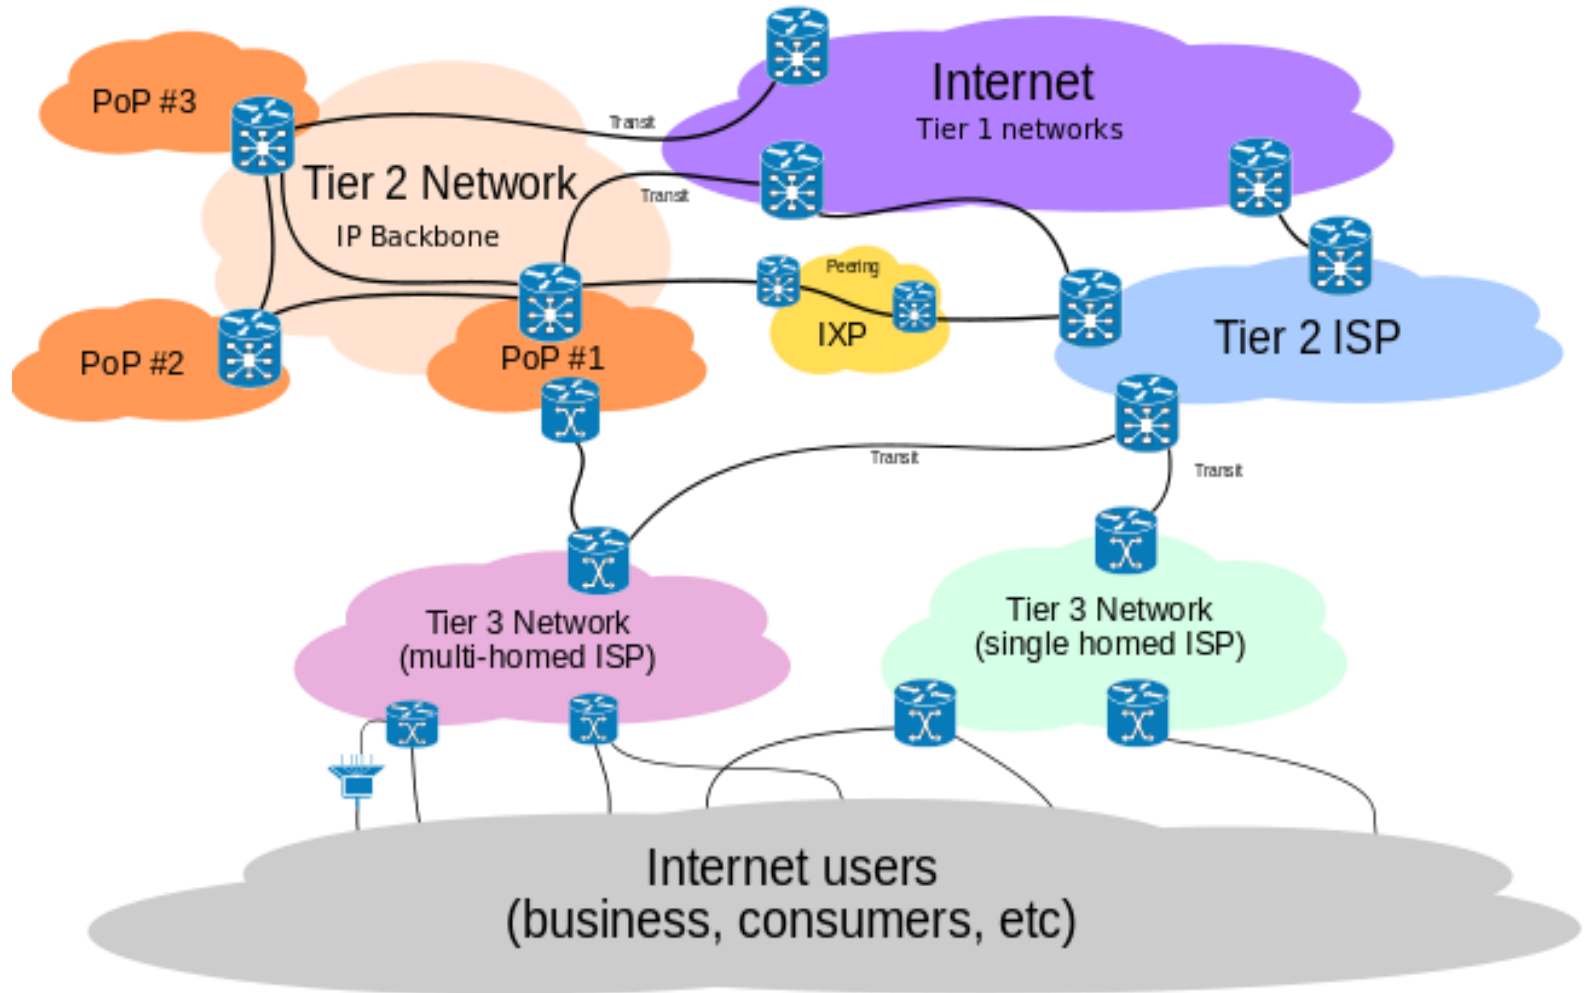 PoP #3
Transit
Internet
Tier 1 networks
Tier 2 Network
IP Backbone
Transit
Peering
IXP
Tier 2 ISP
PoP #2
PoP #1
Transit
Transit
Tier 3 Network
(multi-homed ISP)
Tier 3 Network
(single homed ISP)
Internet users
(business, consumers, etc)